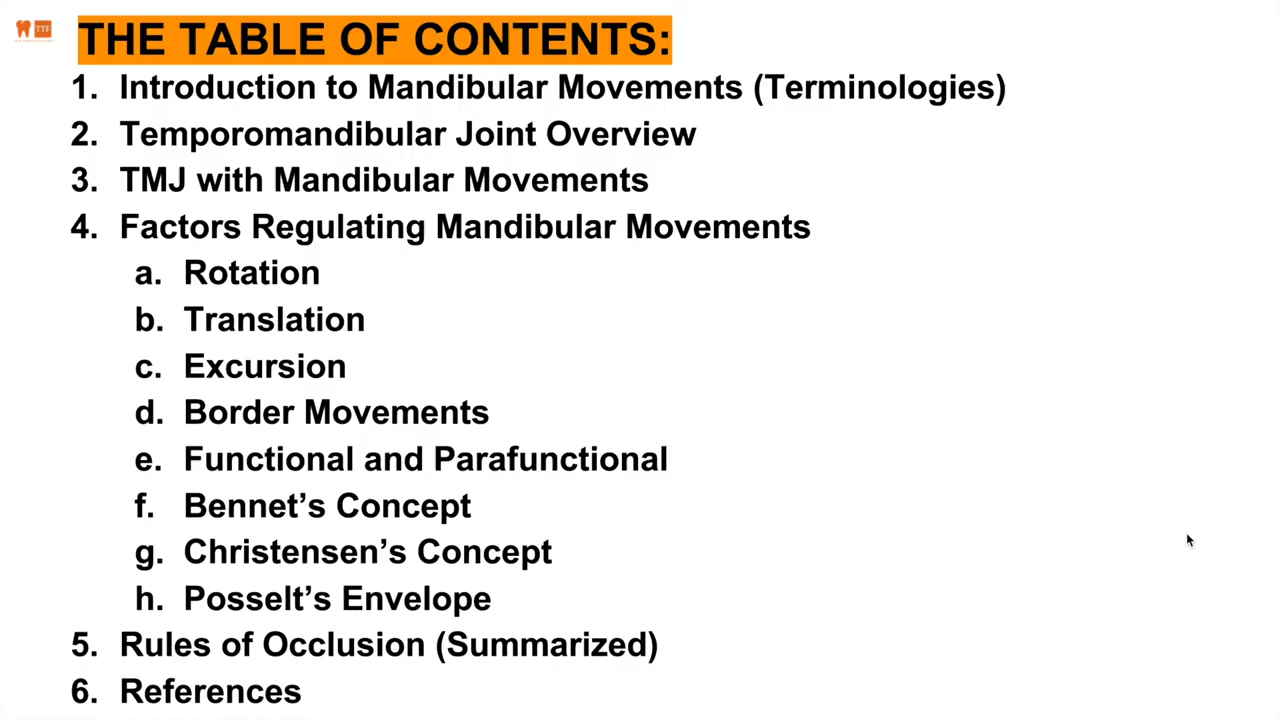 TTF
THE TABLE OF CONTENTS:
1. Introduction to Mandibular Movements (Terminologies)
2. Temporomandibular Joint Overview
3. TMJ with Mandibular Movements
4. Factors Regulating Mandibular Movements
a. Rotation
b. Translation
c. Excursion
d. Border Movements
e. Functional and Parafunctional
f. Bennet’s Concept
g. Christensen’s Concept
h. Posselt’s Envelope
5. Rules of Occlusion (Summarized)
6. References